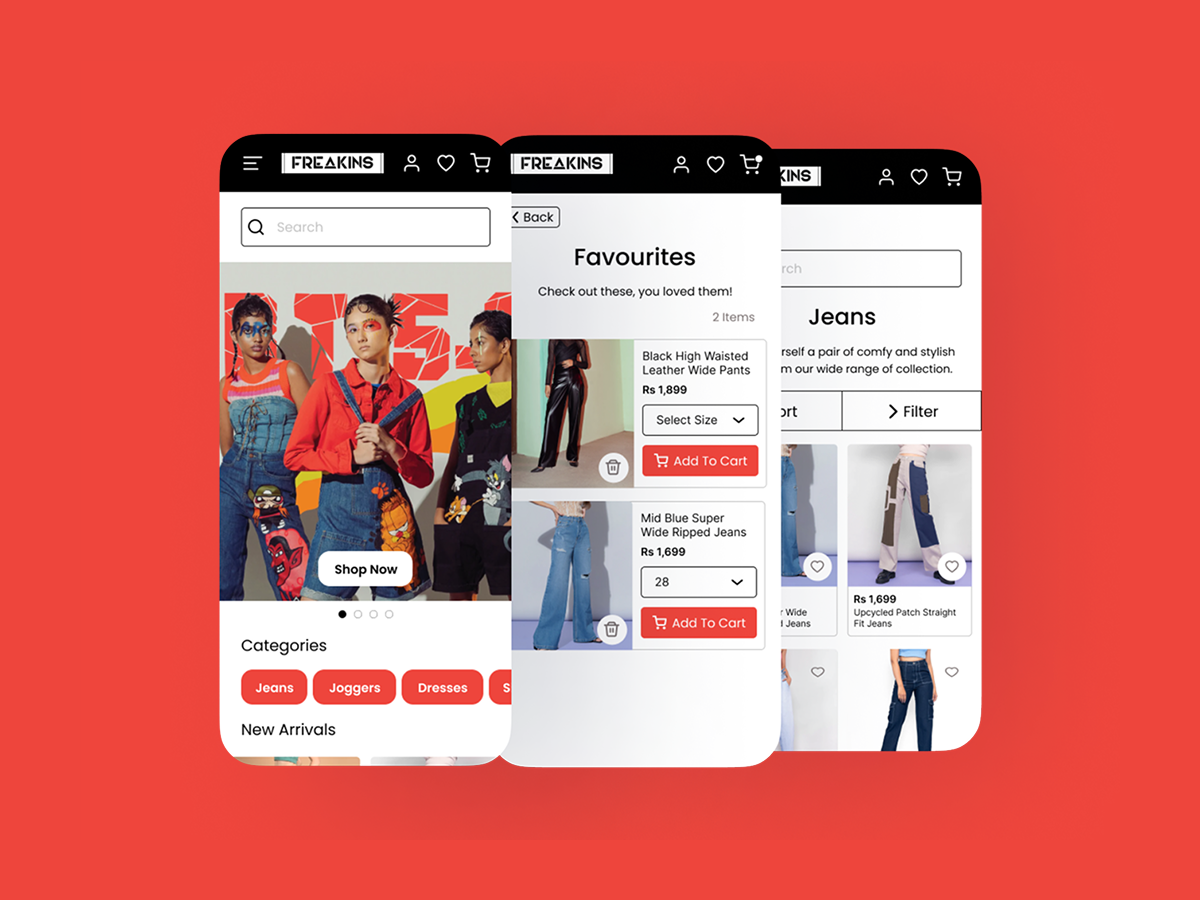 FREAKINS
Search
Shop Now
Categories
Jeans
Joggers
Dresses
S
New Arrivals
FREAKINS
Back
Favourites
Check out these, you loved them!
2 Items
Black High Waisted
Leather Wide Pants
Rs 1,899
Select Size
Add To Cart
Mid Blue Super
Wide Ripped Jeans
Rs 1,699
28
Add To Cart
KINS
rch
Jeans
rself a pair of comfy and stylish
m our wide range of collection.
ort
Filter
Wide
Jeans
Rs 1,699
Upcycled Patch Straight
Fit Jeans